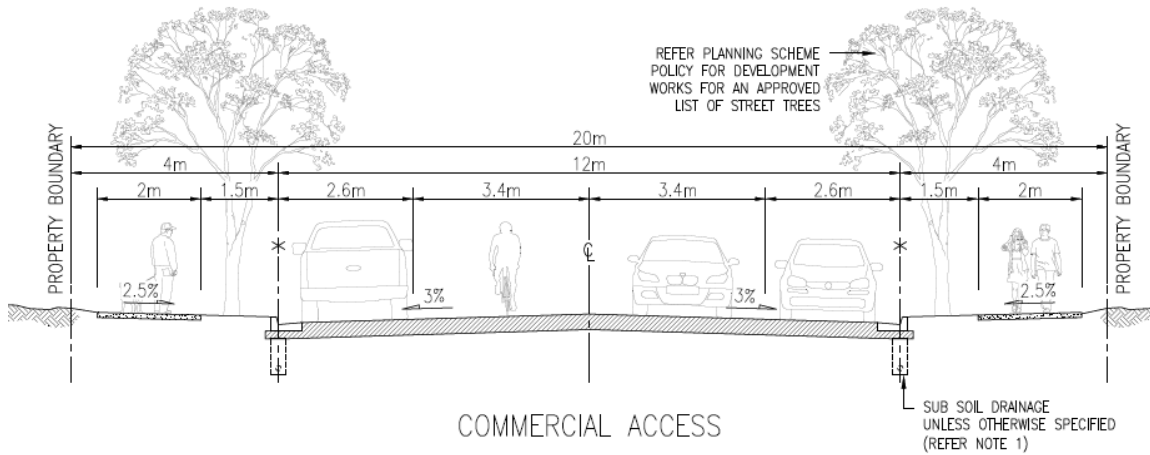 REFER PLANNING SCHEME
POLICY FOR DEVELOPMENT
WORKS FOR AN APPROVED
LIST OF STREET TREES
PROPERTY BOUNDARY
PROPERTY BOUNDARY
20m
4m
12m
4m
2m
1.5m
2.6m
3.4m
3.4m
2.6m
1.5m
2m
℄
2.5%
3%
3%
2.5%
COMMERCIAL ACCESS
SUB SOIL DRAINAGE
UNLESS OTHERWISE SPECIFIED
(REFER NOTE 1)